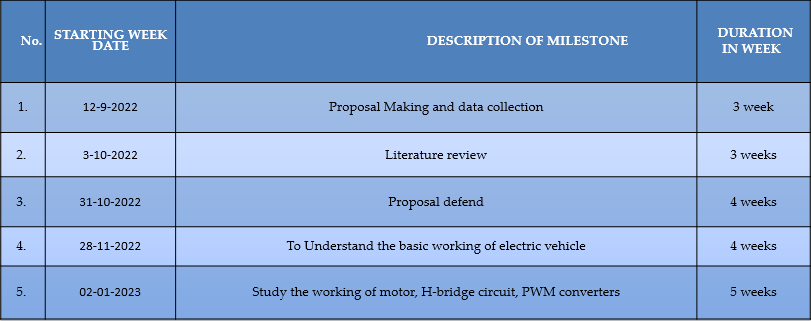 No. STARTING WEEK DATE DESCRIPTION OF MILESTONE DURATION IN WEEK
1. 12-9-2022 Proposal Making and data collection 3 week
2. 3-10-2022 Literature review 3 weeks
3. 31-10-2022 Proposal defend 4 weeks
4. 28-11-2022 To Understand the basic working of electric vehicle 4 weeks
5. 02-01-2023 Study the working of motor, H-bridge circuit, PWM converters 5 weeks